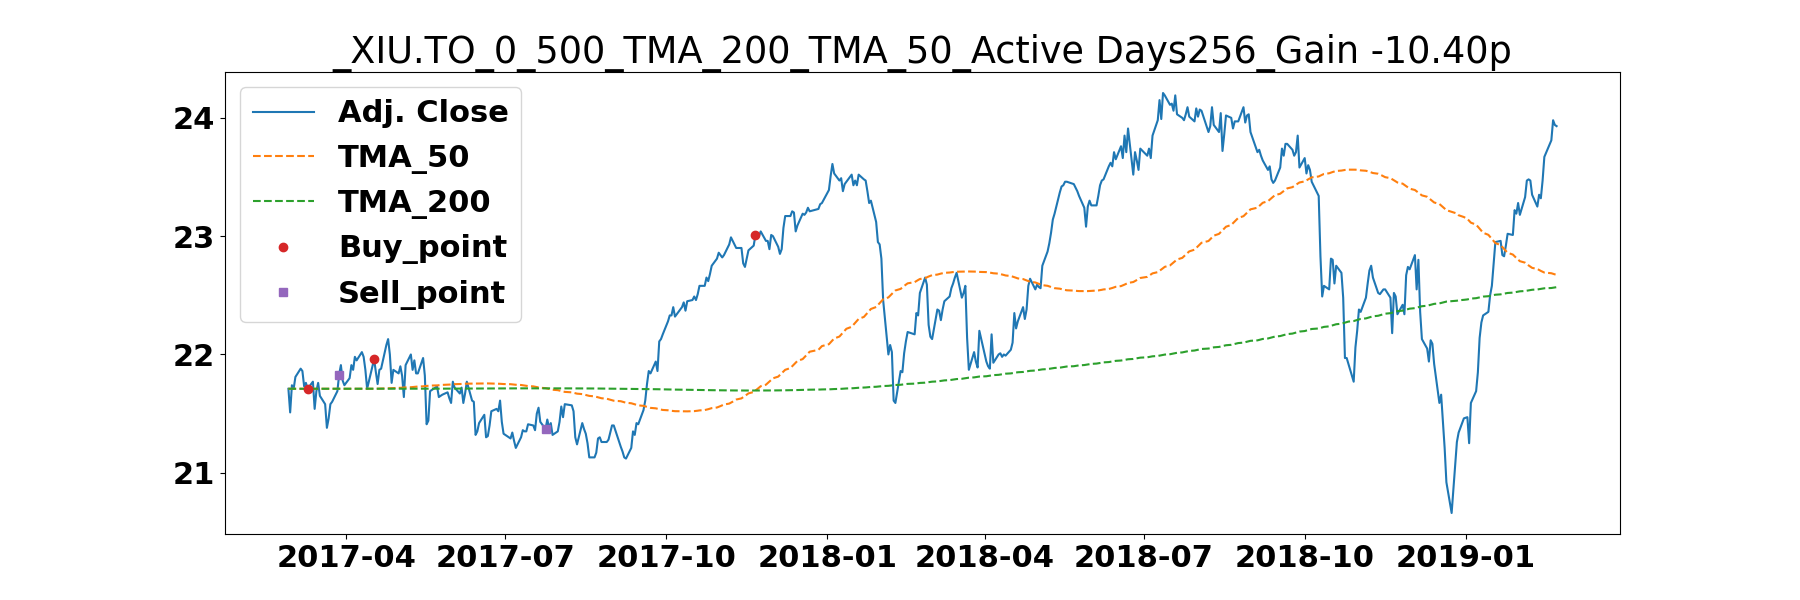 _XIU.TO_0_500_TMA_200_TMA_50_Active Days256_Gain -10.40p
Adj. Close
TMA_50
TMA_200
Buy_point
Sell_point
24
23
22
21
2017-04 2017-07 2017-10 2018-01 2018-04 2018-07 2018-10 2019-01